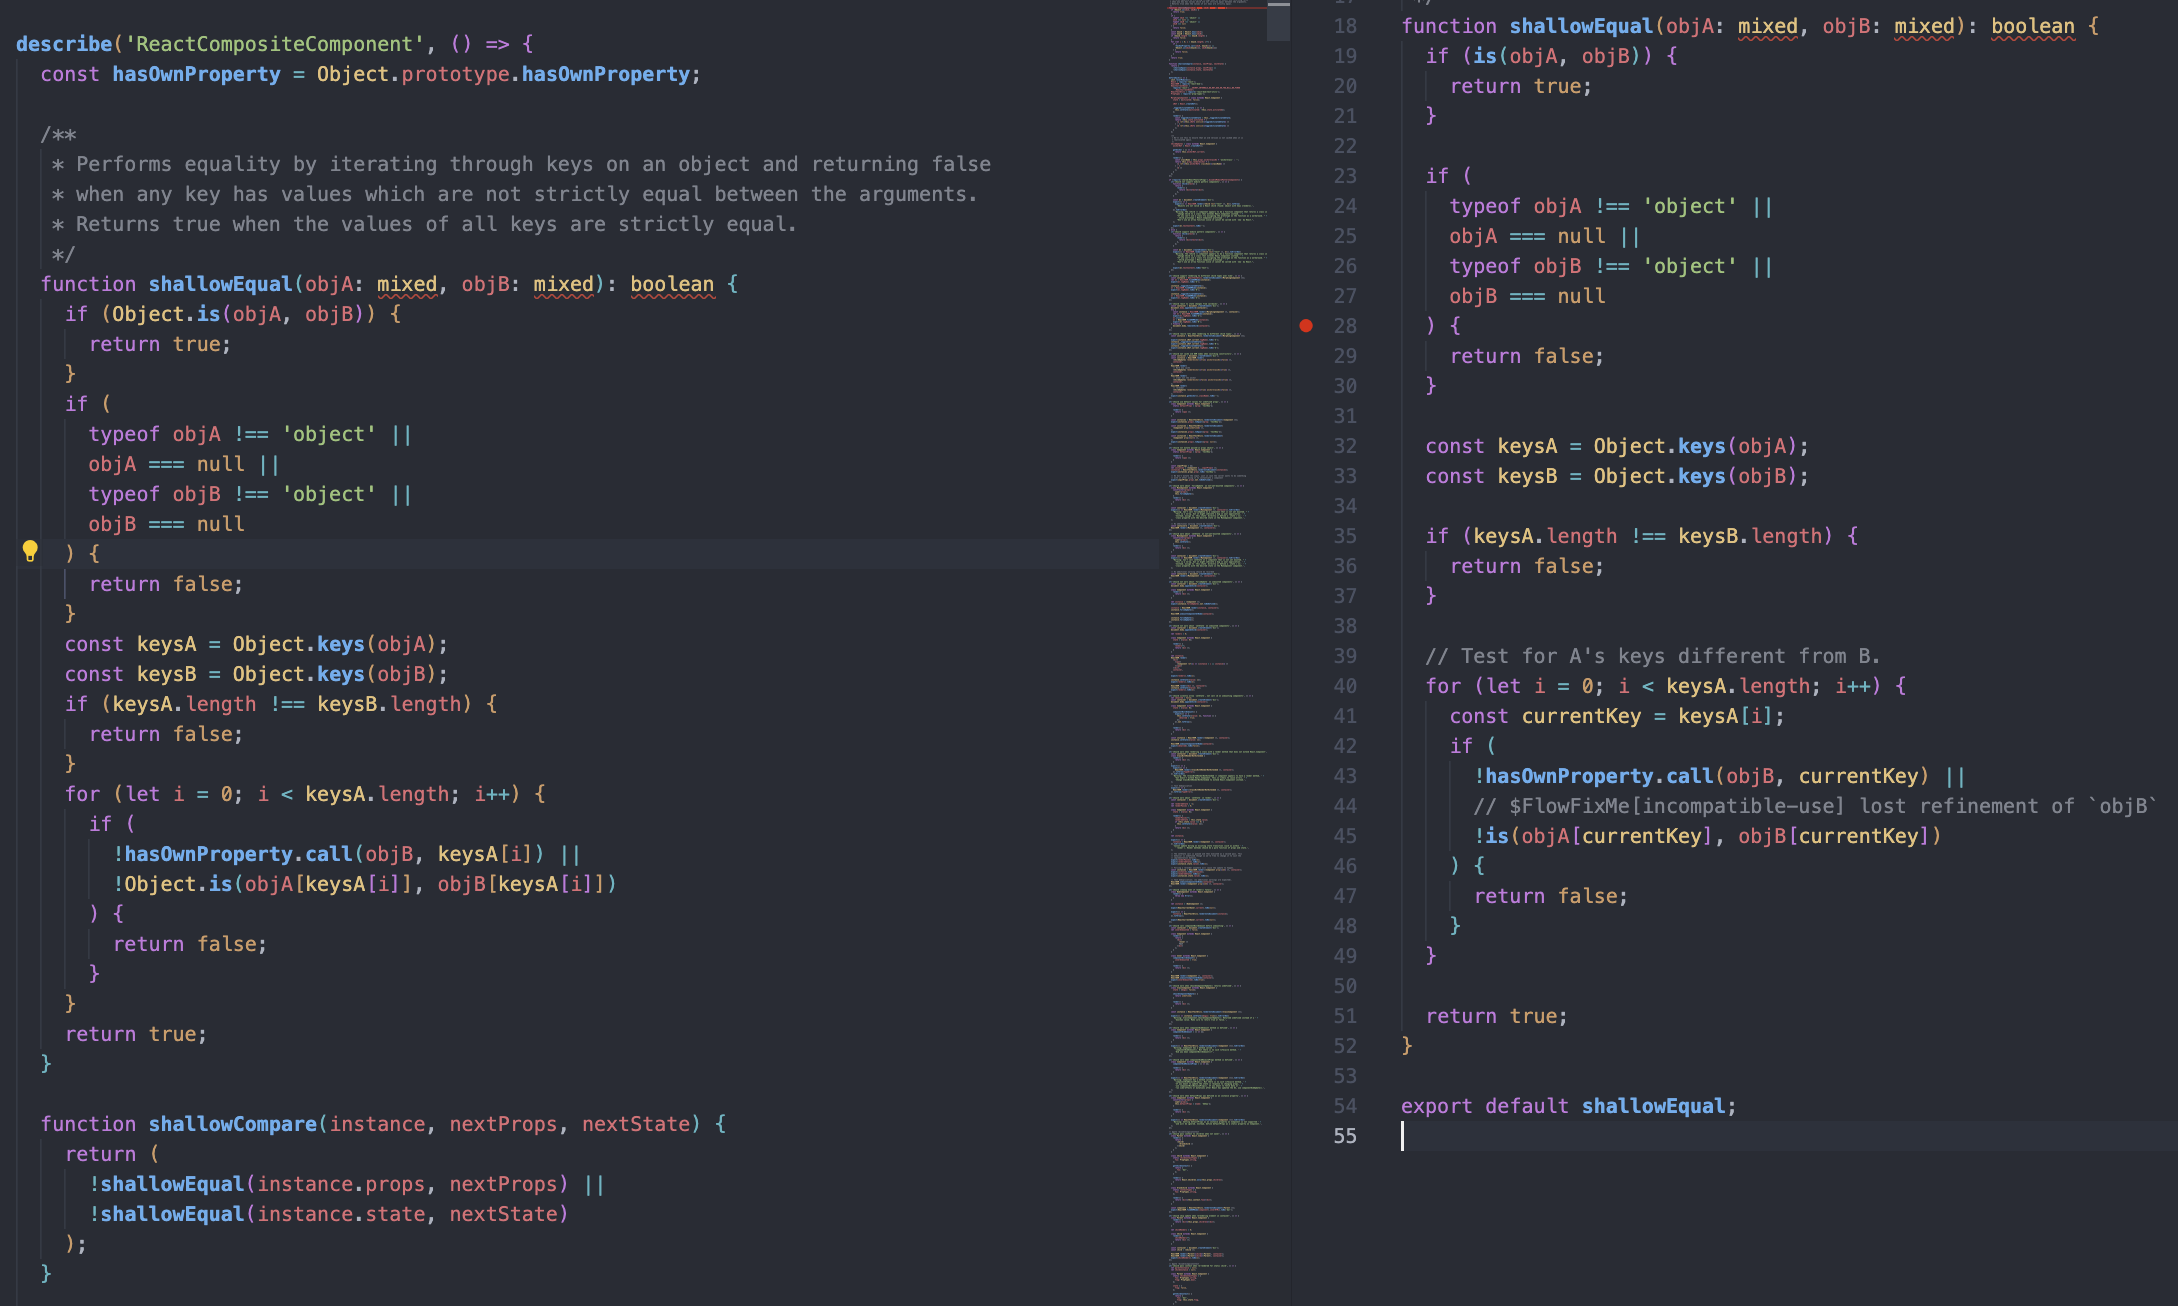 describe('ReactCompositeComponent', () => {
const hasOwnProperty = Object.prototype.hasOwnProperty;
/**
* Performs equality by iterating through keys on an object and returning false
* when any key has values which are not strictly equal between the arguments.
* Returns true when the values of all keys are strictly equal.
*/
function shallowEqual(objA: mixed, objB: mixed): boolean {
if (Object.is(objA, objB)) {
return true;
}
if (
typeof objA !== 'object' ||
objA === null ||
typeof objB !== 'object' ||
objB === null
) {
return false;
}
const keysA = Object.keys(objA);
const keysB = Object.keys(objB);
if (keysA.length !== keysB.length) {
return false;
}
for (let i = 0; i < keysA.length; i++) {
if (
!hasOwnProperty.call(objB, keysA[i]) ||
!Object.is(objA[keysA[i]], objB[keysA[i]])
) {
return false;
}
}
return true;
}
function shallowCompare(instance, nextProps, nextState) {
return (
!shallowEqual(instance.props, nextProps) ||
!shallowEqual(instance.state, nextState)
);
}
18 function shallowEqual(objA: mixed, objB: mixed): boolean {
19 if (is(objA, objB)) {
20 return true;
21 }
22
23 if (
24 typeof objA !== 'object' ||
25 objA === null ||
26 typeof objB !== 'object' ||
27 objB === null
28 ) {
29 return false;
30 }
31
32 const keysA = Object.keys(objA);
33 const keysB = Object.keys(objB);
34
35 if (keysA.length !== keysB.length) {
36 return false;
37 }
38
39 // Test for A's keys different from B.
40 for (let i = 0; i < keysA.length; i++) {
41 const currentKey = keysA[i];
42 if (
43 !hasOwnProperty.call(objB, currentKey) ||
44 // $FlowFixMe[incompatible-use] lost refinement of `objB`
45 !is(objA[currentKey], objB[currentKey])
46 ) {
47 return false;
48 }
49 }
50
51 return true;
52 }
53
54 export default shallowEqual;
55